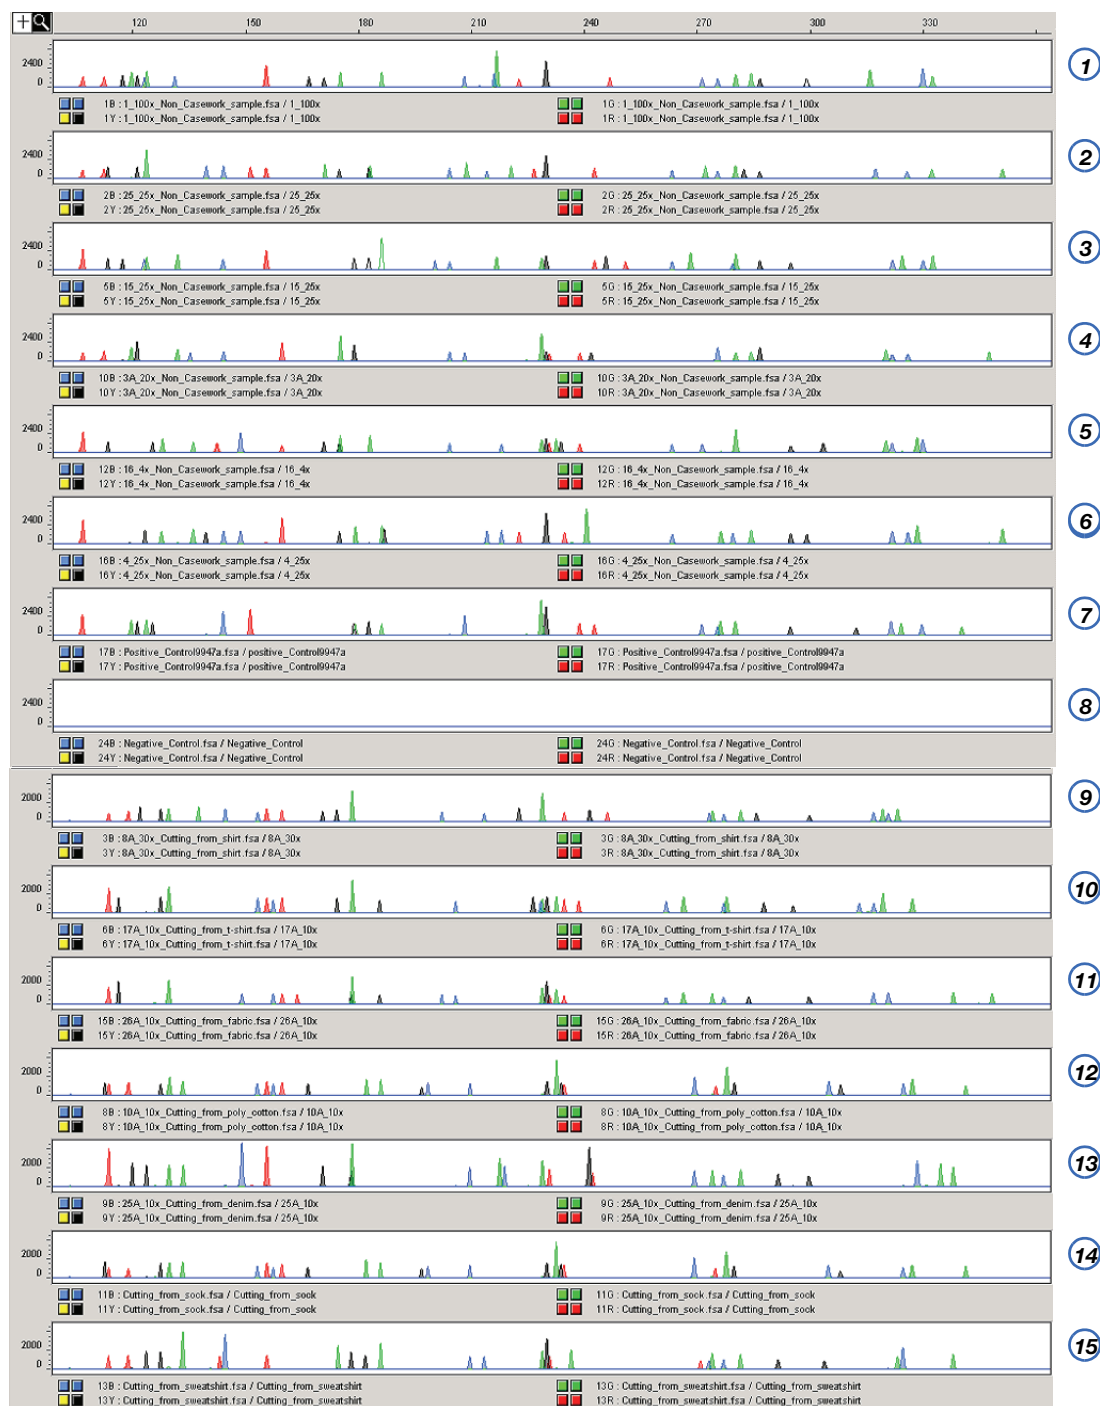 120 150 180 210 240 270 300 330
2400
0
1
1B : 1_100x_Non_Casework_sample.fsa / 1_100x 1G : 1_100x_Non_Casework_sample.fsa / 1_100x
1Y : 1_100x_Non_Casework_sample.fsa / 1_100x 1R : 1_100x_Non_Casework_sample.fsa / 1_100x
2400
0
2
2B : 25_25x_Non_Casework_sample.fsa / 25_25x 2G : 25_25x_Non_Casework_sample.fsa / 25_25x
2Y : 25_25x_Non_Casework_sample.fsa / 25_25x 2R : 25_25x_Non_Casework_sample.fsa / 25_25x
2400
0
3
5B : 15_25x_Non_Casework_sample.fsa / 15_25x 5G : 15_25x_Non_Casework_sample.fsa / 15_25x
5Y : 15_25x_Non_Casework_sample.fsa / 15_25x 5R : 15_25x_Non_Casework_sample.fsa / 15_25x
2400
0
4
10B : 3A_20x_Non_Casework_sample.fsa / 3A_20x 10G : 3A_20x_Non_Casework_sample.fsa / 3A_20x
10Y : 3A_20x_Non_Casework_sample.fsa / 3A_20x 10R : 3A_20x_Non_Casework_sample.fsa / 3A_20x
2400
0
5
12B : 16_4x_Non_Casework_sample.fsa / 16_4x 12G : 16_4x_Non_Casework_sample.fsa / 16_4x
12Y : 16_4x_Non_Casework_sample.fsa / 16_4x 12R : 16_4x_Non_Casework_sample.fsa / 16_4x
2400
0
6
16B : 4_25x_Non_Casework_sample.fsa / 4_25x 16G : 4_25x_Non_Casework_sample.fsa / 4_25x
16Y : 4_25x_Non_Casework_sample.fsa / 4_25x 16R : 4_25x_Non_Casework_sample.fsa / 4_25x
2400
0
7
17B : Positive_Control9947a.fsa / positive_Control9947a 17G : Positive_Control9947a.fsa / positive_Control9947a
17Y : Positive_Control9947a.fsa / positive_Control9947a 17R : Positive_Control9947a.fsa / positive_Control9947a
2400
0
8
24B : Negative_Control.fsa / Negative_Control 24G : Negative_Control.fsa / Negative_Control
24Y : Negative_Control.fsa / Negative_Control 24R : Negative_Control.fsa / Negative_Control
2000
0
9
3B : 8A_30x_Cutting_from_shirt.fsa / 8A_30x 3G : 8A_30x_Cutting_from_shirt.fsa / 8A_30x
3Y : 8A_30x_Cutting_from_shirt.fsa / 8A_30x 3R : 8A_30x_Cutting_from_shirt.fsa / 8A_30x
2000
0
10
6B : 17A_10x_Cutting_from_t-shirt.fsa / 17A_10x 6G : 17A_10x_Cutting_from_t-shirt.fsa / 17A_10x
6Y : 17A_10x_Cutting_from_t-shirt.fsa / 17A_10x 6R : 17A_10x_Cutting_from_t-shirt.fsa / 17A_10x
2000
0
11
15B : 26A_10x_Cutting_from_fabric.fsa / 26A_10x 15G : 26A_10x_Cutting_from_fabric.fsa / 26A_10x
15Y : 26A_10x_Cutting_from_fabric.fsa / 26A_10x 15R : 26A_10x_Cutting_from_fabric.fsa / 26A_10x
2000
0
12
8B : 10A_10x_Cutting_from_poly_cotton.fsa / 10A_10x 8G : 10A_10x_Cutting_from_poly_cotton.fsa / 10A_10x
8Y : 10A_10x_Cutting_from_poly_cotton.fsa / 10A_10x 8R : 10A_10x_Cutting_from_poly_cotton.fsa / 10A_10x
2000
0
13
9B : 25A_10x_Cutting_from_denim.fsa / 25A_10x 9G : 25A_10x_Cutting_from_denim.fsa / 25A_10x
9Y : 25A_10x_Cutting_from_denim.fsa / 25A_10x 9R : 25A_10x_Cutting_from_denim.fsa / 25A_10x
2000
0
14
11B : Cutting_from_sock.fsa / Cutting_from_sock 11G : Cutting_from_sock.fsa / Cutting_from_sock
11Y : Cutting_from_sock.fsa / Cutting_from_sock 11R : Cutting_from_sock.fsa / Cutting_from_sock
2000
0
15
13B : Cutting_from_sweatshirt.fsa / Cutting_from_sweatshirt 13G : Cutting_from_sweatshirt.fsa / Cutting_from_sweatshirt
13Y : Cutting_from_sweatshirt.fsa / Cutting_from_sweatshirt 13R : Cutting_from_sweatshirt.fsa / Cutting_from_sweatshirt